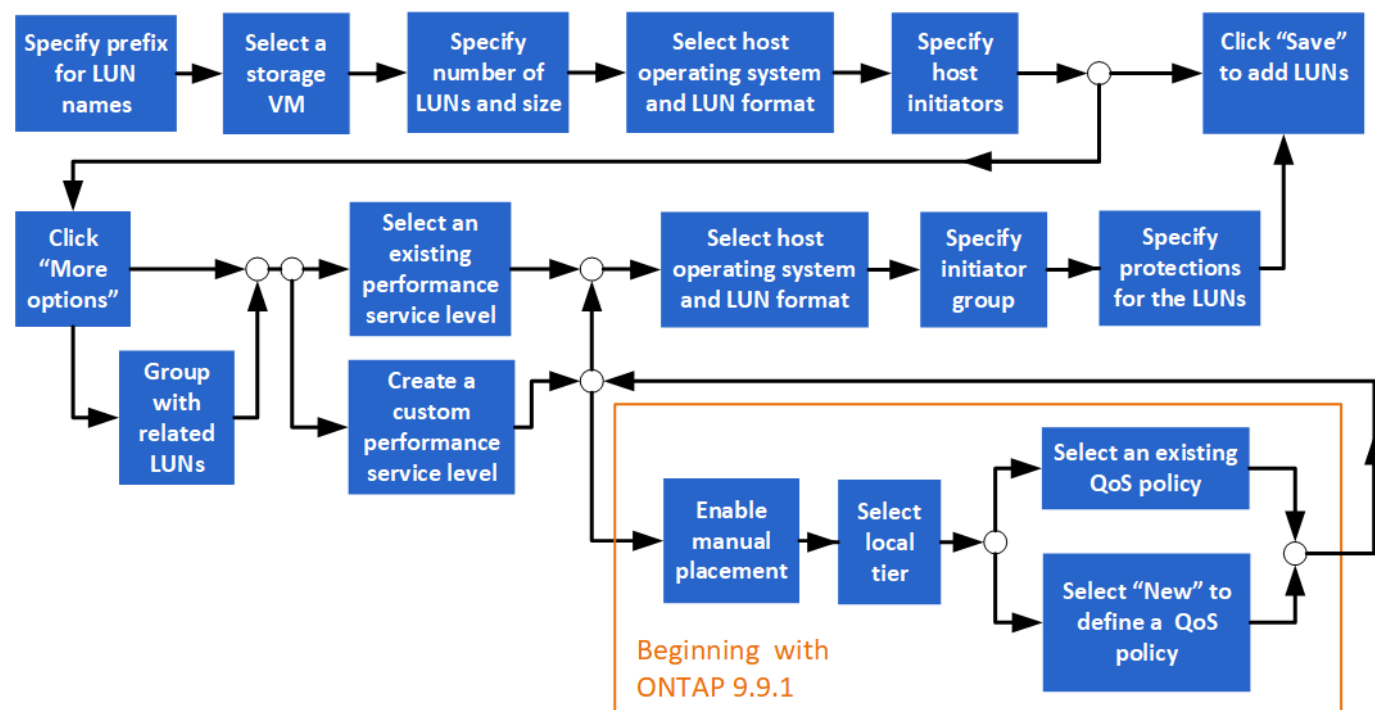 Specify prefix
for LUN
names
Select a
storage
VM
Specify
number of
LUNs and size
Select host
operating system
and LUN format
Specify
host
initiators
Click “Save”
to add LUNs
Click
“More
options”
Group
with
related
LUNs
Select an
existing
performance
service level
Create a
custom
performance
service level
Select host
operating system
and LUN format
Specify
initiator
group
Specify
protections
for the LUNs
Enable
manual
placement
Select
local
tier
Select an existing
QoS policy
Select “New” to
define a QoS
policy
Beginning with
ONTAP 9.9.1